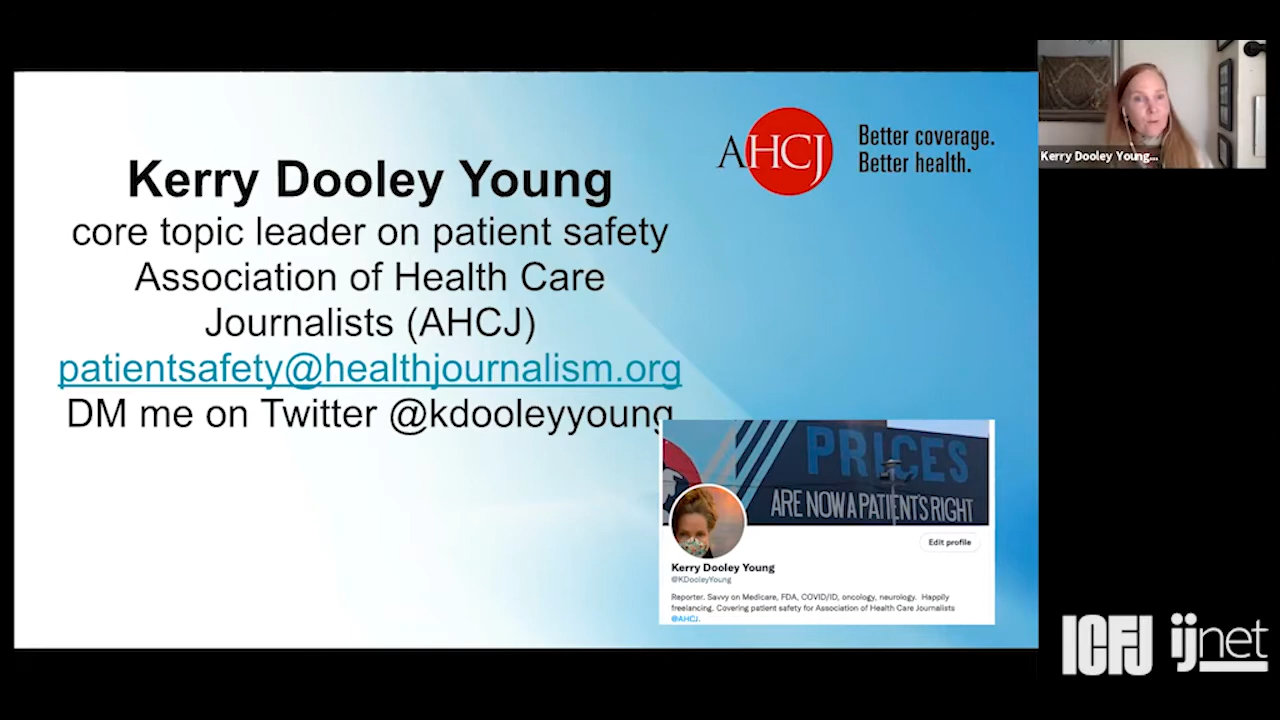 Kerry Dooley Young
core topic leader on patient safety
Association of Health Care
Journalists (AHCJ)
patientsafety@healthjournalism.org
DM me on Twitter @kdooleyyoung
AHCJ
Better coverage.
Better health.
PRICES
ARE NOW A PATIENT'S RIGHT
Edit profile
Kerry Dooley Young
@KDooleyYoung
Reporter. Savvy on Medicare, FDA, COVID/ID, oncology, neurology. Happily
freelancing. Covering patient safety for Association of Health Care Journalists
@AHCJ.
Kerry Dooley Young...
ICFJ ijnet